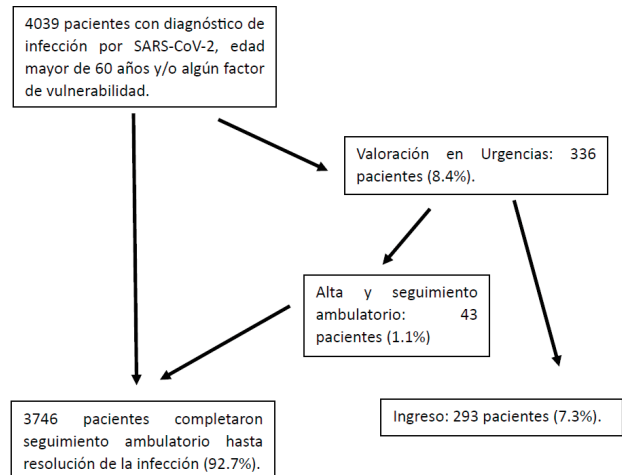 4039 pacientes con diagnóstico de
infección por SARS-CoV-2, edad
mayor de 60 años y/o algún factor
de vulnerabilidad.
Valoración en Urgencias: 336
pacientes (8.4%).
Alta y seguimiento
ambulatorio: 43
pacientes (1.1%)
3746 pacientes completaron
seguimiento ambulatorio hasta
resolución de la infección (92.7%).
Ingreso: 293 pacientes (7.3%).